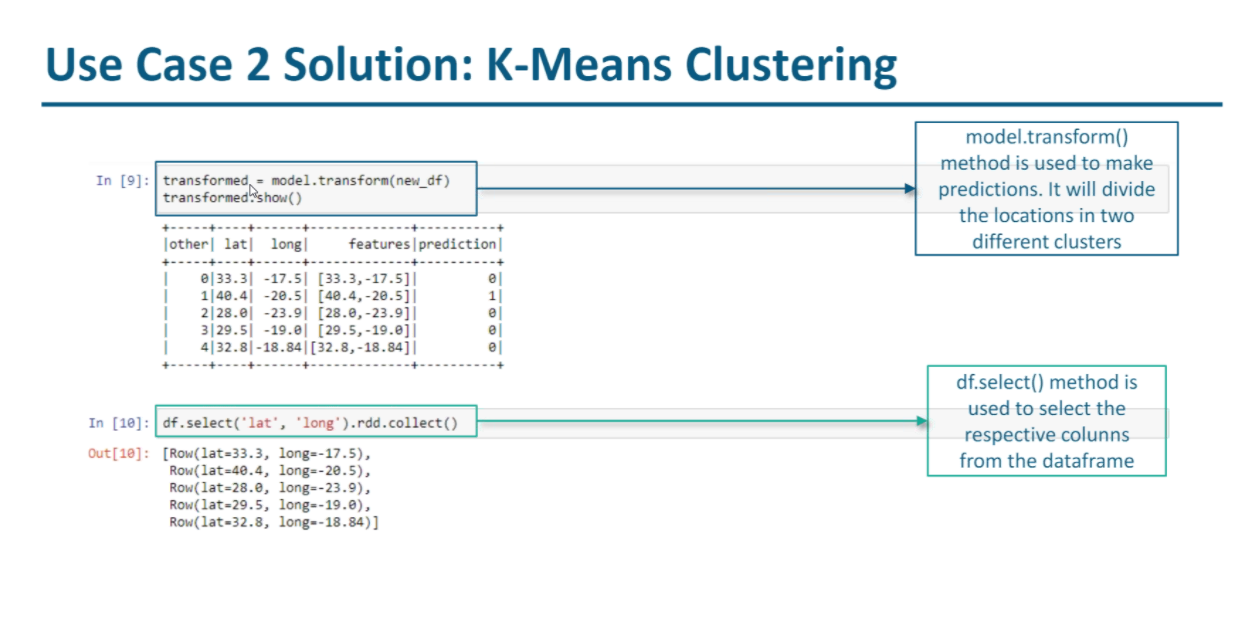 Use Case 2 Solution: K-Means Clustering
In [9]: transformed = model.transform(new_df)
transformed.show()
model.transform()
method is used to make
predictions. It will divide
the locations in two
different clusters
+-----+----+------+-------------+----------+
|other| lat|  long|     features|prediction|
+-----+----+------+-------------+----------+
|    0|33.3| -17.5| [33.3,-17.5]|         0|
|    1|40.4| -20.5| [40.4,-20.5]|         1|
|    2|28.0| -23.9| [28.0,-23.9]|         0|
|    3|29.5| -19.0| [29.5,-19.0]|         0|
|    4|32.8|-18.84|[32.8,-18.84]|         0|
+-----+----+------+-------------+----------+
In [10]: df.select('lat', 'long').rdd.collect()
df.select() method is
used to select the
respective colunns
from the dataframe
Out[10]: [Row(lat=33.3, long=-17.5),
Row(lat=40.4, long=-20.5),
Row(lat=28.0, long=-23.9),
Row(lat=29.5, long=-19.0),
Row(lat=32.8, long=-18.84)]